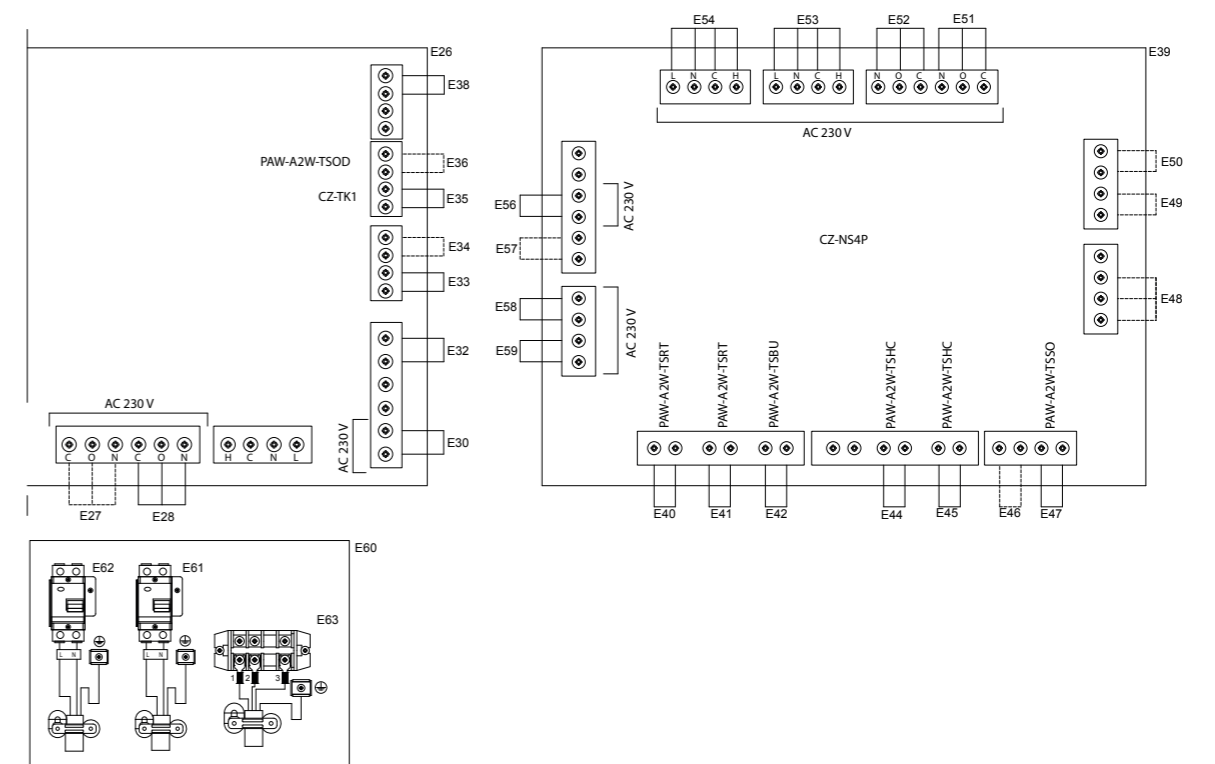 E54 E53 E52 E51
E26 E39
E38
L N C H L N C H N O C N O C
AC 230 V
PAW-A2W-TSOD E36
CZ-TK1 E35
E50
E56 AC 230 V
E49
E57
CZ-NS4P
E34
E33
E58
E48
AC 230 V
E59
E32
PAW-A2W-TSRT
PAW-A2W-TSRT
PAW-A2W-TSBU
PAW-A2W-TSHC
PAW-A2W-TSHC
PAW-A2W-TSSO
AC 230 V
AC 230 V
E30
C O N C O N H C N L
E27 E28
E40 E41 E42 E44 E45 E46 E47
E60
E62 E61
E63
L N L N
1 2 3